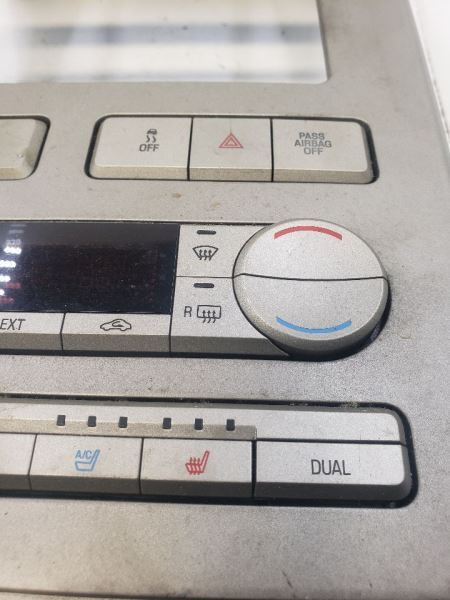 OFF
PASS
AIRBAG
OFF
EXT
R
A/C
DUAL